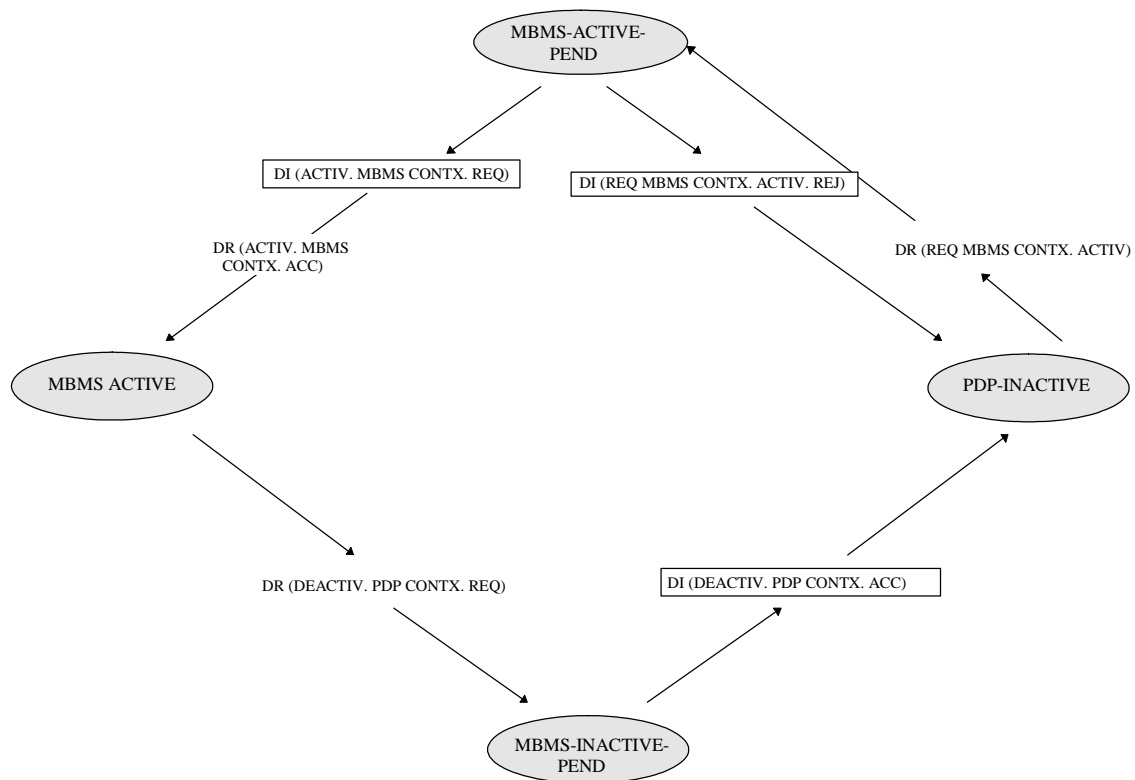 MBMS-ACTIVE-
PEND
DI (ACTIV. MBMS CONTX. REQ)
DI (REQ MBMS CONTX. ACTIV. REJ)
DR (ACTIV. MBMS
CONTX. ACC)
DR (REQ MBMS CONTX. ACTIV)
MBMS ACTIVE
PDP-INACTIVE
DR (DEACTIV. PDP CONTX. REQ)
DI (DEACTIV. PDP CONTX. ACC)
MBMS-INACTIVE-
PEND